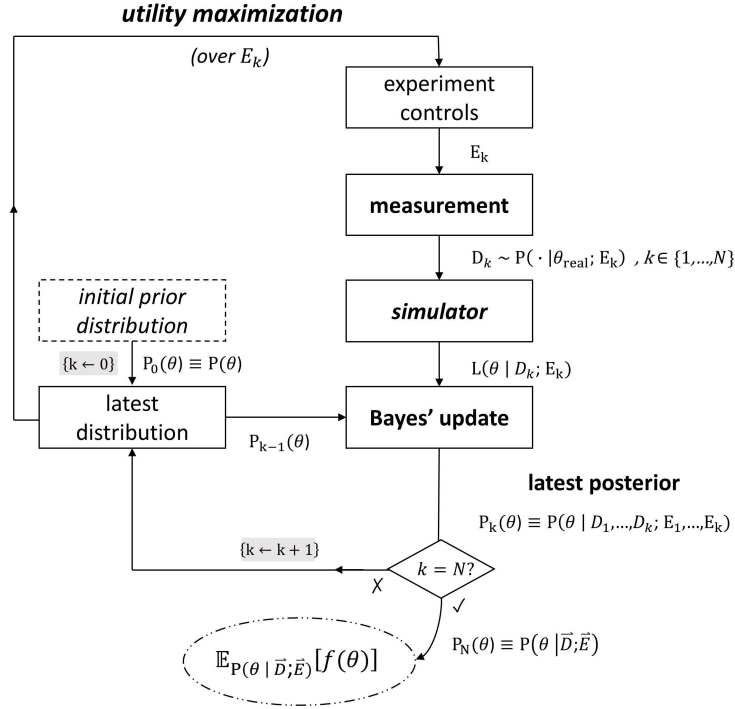 utility maximization
(over E_k)
experiment
controls
E_k
measurement
D_k ~ P( · |θ_real; E_k) , k ∈ {1,...,N}
initial prior
distribution
simulator
{k ← 0}
P_0(θ) ≡ P(θ)
L(θ | D_k; E_k)
latest
distribution
Bayes’ update
P_{k−1}(θ)
latest posterior
P_k(θ) ≡ P(θ | D_1,...,D_k; E_1,...,E_k)
{k ← k + 1}
k = N?
✗
✓
P_N(θ) ≡ P(θ |D⃗;E⃗)
𝔼_{P(θ | D⃗;E⃗)}[f(θ)]